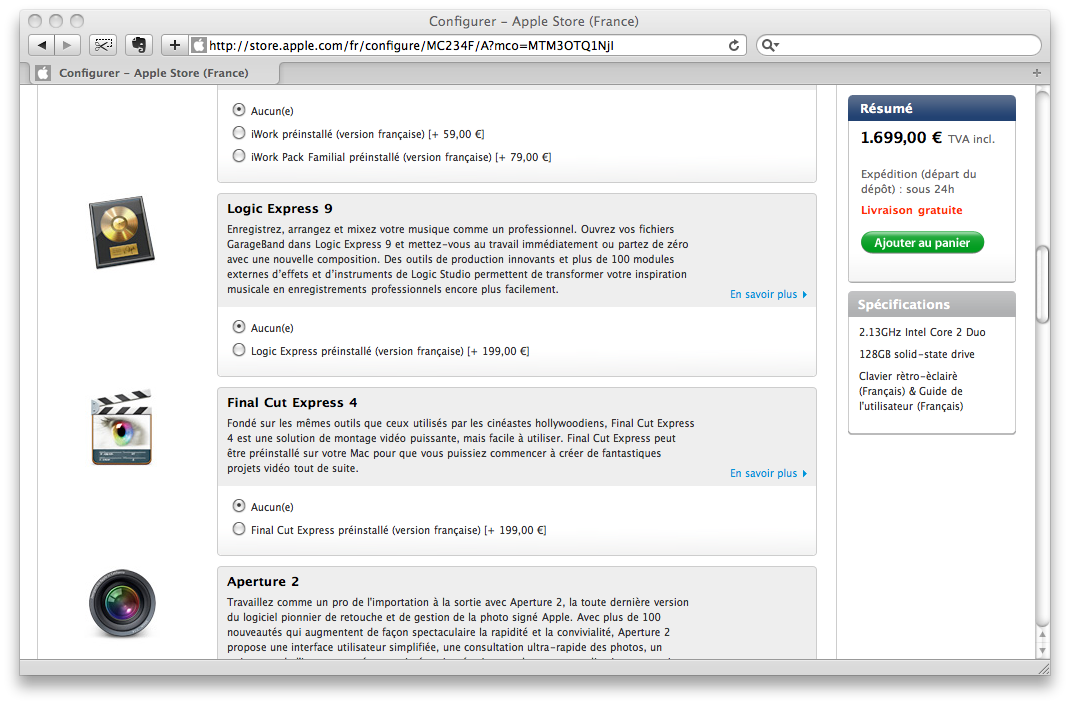 Configurer – Apple Store (France)
http://store.apple.com/fr/configure/MC234F/A?mco=MTM3OTQ1NjI
Configurer – Apple Store (France)
Aucun(e)
iWork préinstallé (version française) [+ 59,00 €]
iWork Pack Familial préinstallé (version française) [+ 79,00 €]
Logic Express 9
Enregistrez, arrangez et mixez votre musique comme un professionnel. Ouvrez vos fichiers
GarageBand dans Logic Express 9 et mettez-vous au travail immédiatement ou partez de zéro
avec une nouvelle composition. Des outils de production innovants et plus de 100 modules
externes d'effets et d'instruments de Logic Studio permettent de transformer votre inspiration
musicale en enregistrements professionnels encore plus facilement.
En savoir plus
Aucun(e)
Logic Express préinstallé (version française) [+ 199,00 €]
Final Cut Express 4
Fondé sur les mêmes outils que ceux utilisés par les cinéastes hollywoodiens, Final Cut Express
4 est une solution de montage vidéo puissante, mais facile à utiliser. Final Cut Express peut
être préinstallé sur votre Mac pour que vous puissiez commencer à créer de fantastiques
projets vidéo tout de suite.
En savoir plus
Aucun(e)
Final Cut Express préinstallé (version française) [+ 199,00 €]
Aperture 2
Travaillez comme un pro de l'importation à la sortie avec Aperture 2, la toute dernière version
du logiciel pionnier de retouche et de gestion de la photo signé Apple. Avec plus de 100
nouveautés qui augmentent de façon spectaculaire la rapidité et la convivialité, Aperture 2
propose une interface utilisateur simplifiée, une consultation ultra-rapide des photos, un
Résumé
1.699,00 € TVA incl.
Expédition (départ du
dépôt) : sous 24h
Livraison gratuite
Ajouter au panier
Spécifications
2.13GHz Intel Core 2 Duo
128GB solid-state drive
Clavier rètro-èclairè
(Français) & Guide de
l'utilisateur (Français)